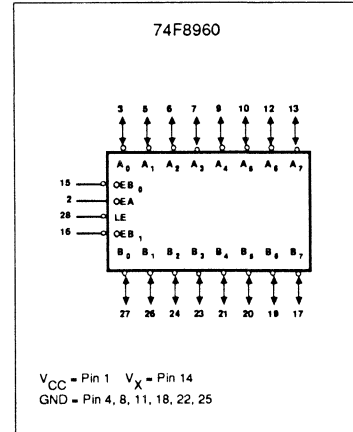 74F8960
3 5 6 7 9 10 12 13
A0 A1 A2 A3 A4 A5 A6 A7
15 OEB0
2 OEA
28 LE
16 OEB1
B0 B1 B2 B3 B4 B5 B6 B7
27 26 24 23 21 20 19 17
VCC = Pin 1 VX = Pin 14
GND = Pin 4, 8, 11, 18, 22, 25